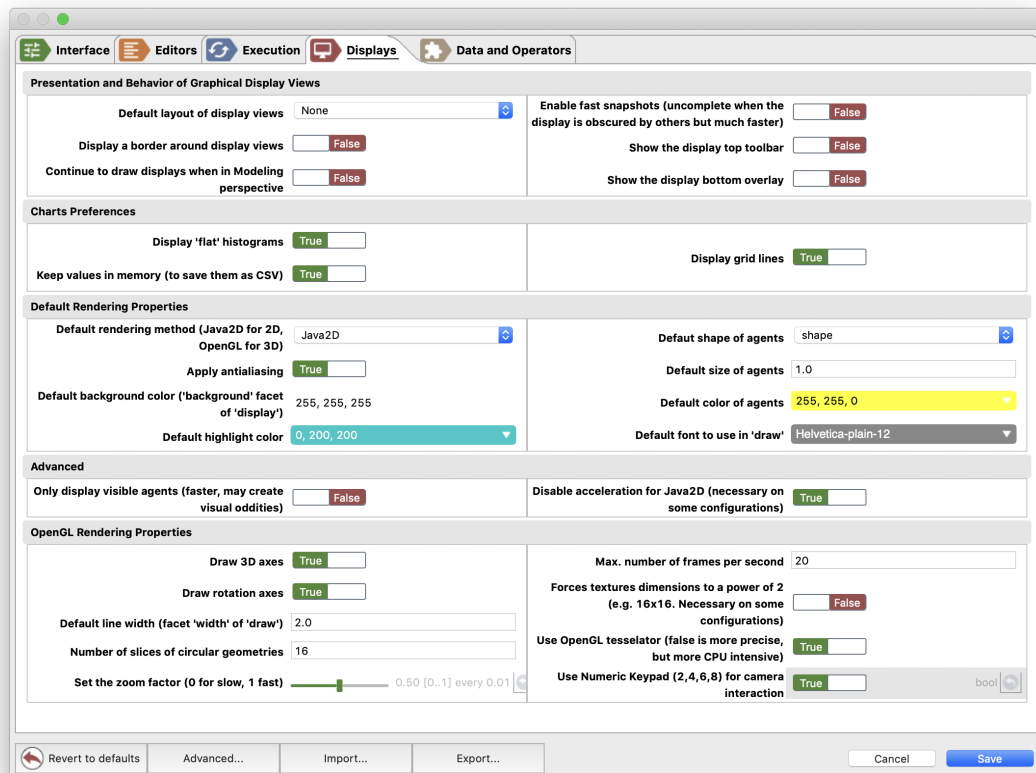 Interface
Editors
Execution
Displays
Data and Operators
Presentation and Behavior of Graphical Display Views
Default layout of display views
None
Display a border around display views
False
Continue to draw displays when in Modeling
perspective
False
Enable fast snapshots (uncomplete when the
display is obscured by others but much faster)
False
Show the display top toolbar
False
Show the display bottom overlay
False
Charts Preferences
Display 'flat' histograms
True
Keep values in memory (to save them as CSV)
True
Display grid lines
True
Default Rendering Properties
Default rendering method (Java2D for 2D,
OpenGL for 3D)
Java2D
Apply antialiasing
True
Default background color ('background' facet
of 'display')
255, 255, 255
Default highlight color
0, 200, 200
Defaut shape of agents
shape
Default size of agents
1.0
Default color of agents
255, 255, 0
Default font to use in 'draw'
Helvetica-plain-12
Advanced
Only display visible agents (faster, may create
visual oddities)
False
Disable acceleration for Java2D (necessary on
some configurations)
True
OpenGL Rendering Properties
Draw 3D axes
True
Draw rotation axes
True
Default line width (facet 'width' of 'draw')
2.0
Number of slices of circular geometries
16
Set the zoom factor (0 for slow, 1 fast)
0.50 [0..1] every 0.01
Max. number of frames per second
20
Forces textures dimensions to a power of 2
(e.g. 16x16. Necessary on some
configurations)
False
Use OpenGL tesselator (false is more precise,
but more CPU intensive)
True
Use Numeric Keypad (2,4,6,8) for camera
interaction
True
bool
Revert to defaults
Advanced...
Import...
Export...
Cancel
Save